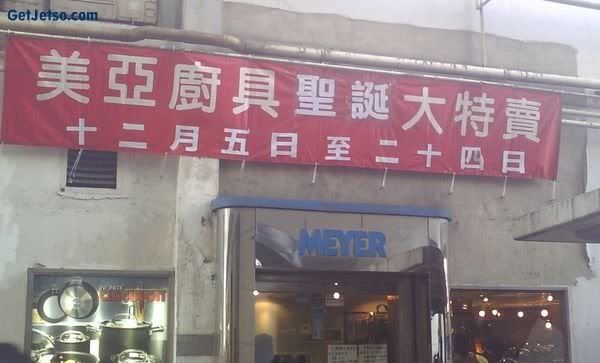 GetJetso.com
美亞廚具聖誕大特賣
十二月五日至二十四日
MEYER